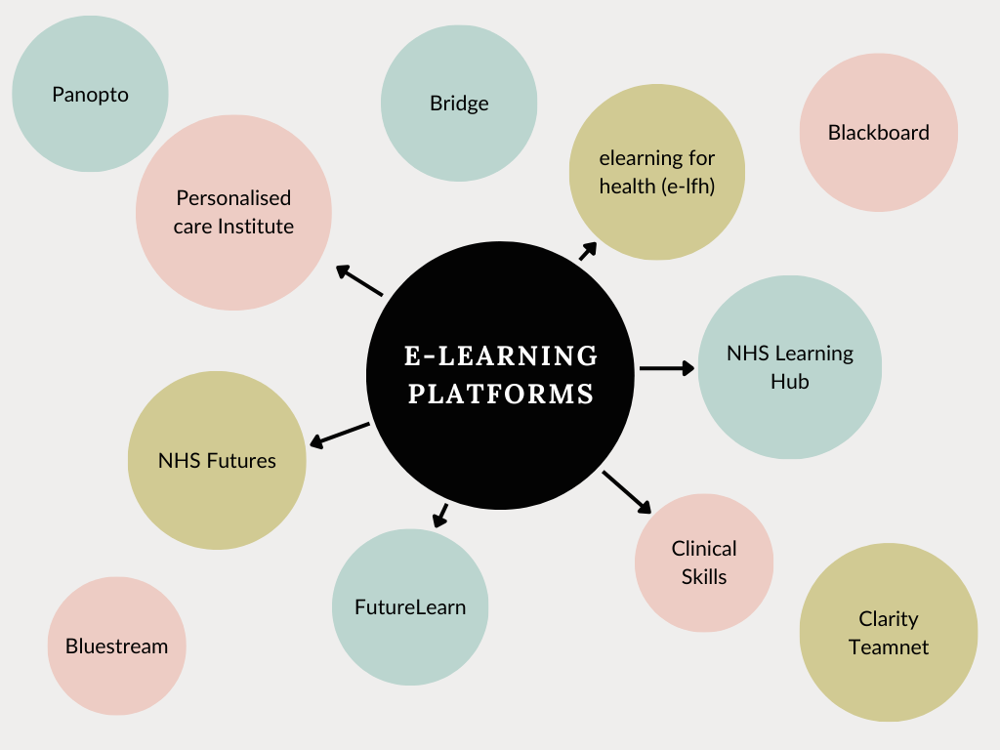 Panopto
Bridge
Blackboard
elearning for
health (e-lfh)
Personalised
care Institute
E-LEARNING
PLATFORMS
NHS Learning
Hub
NHS Futures
Clinical
Skills
FutureLearn
Clarity
Teamnet
Bluestream